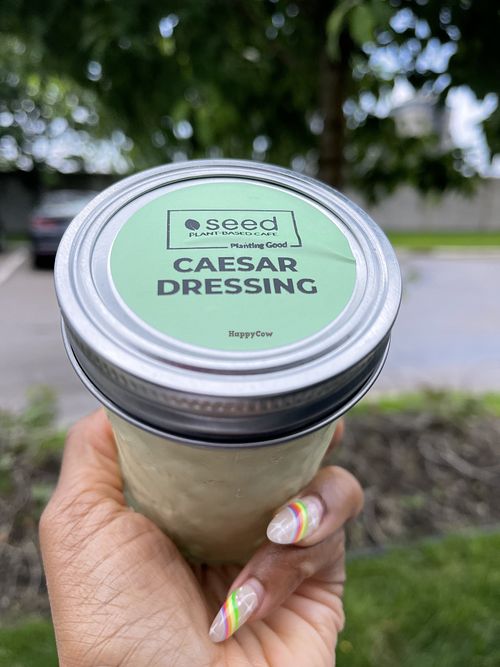 seed
PLANT-BASED CAFE
Planting Good
CAESAR
DRESSING
HappyCow